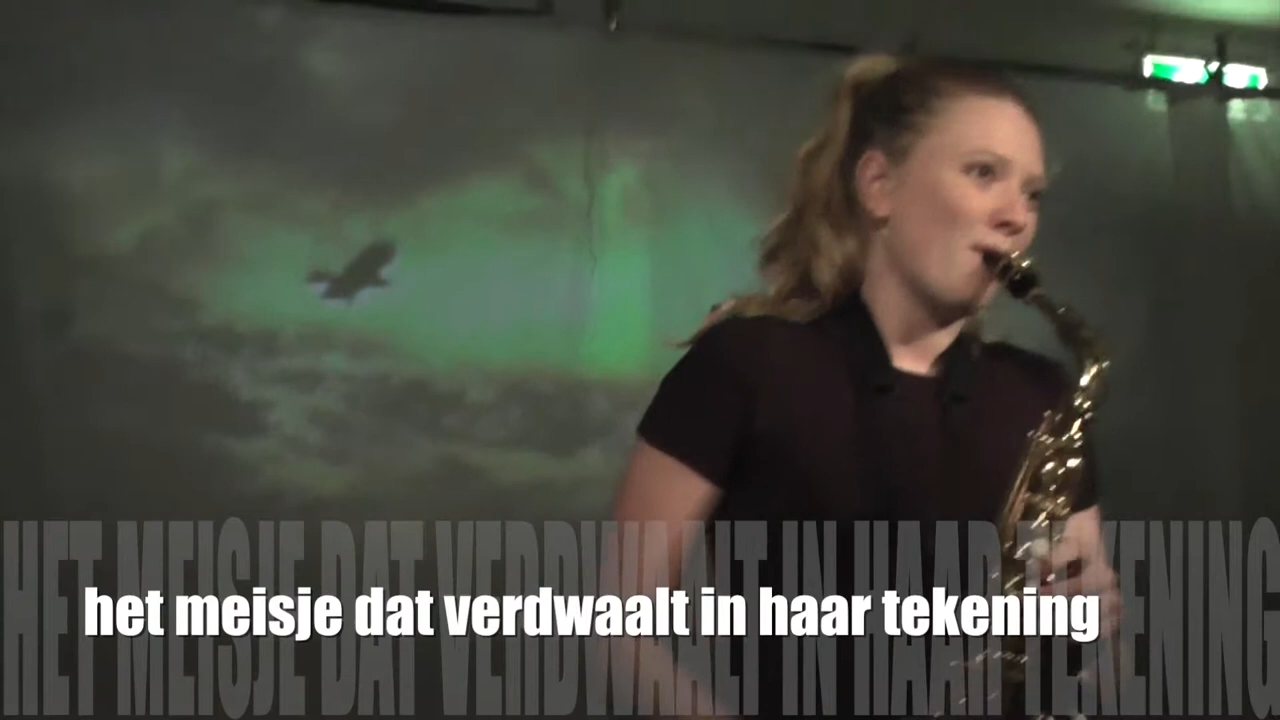 het meisje dat verdwaalt in haar tekening
HET MEISJE DAT VERDWAALT IN HAAR TEKENING